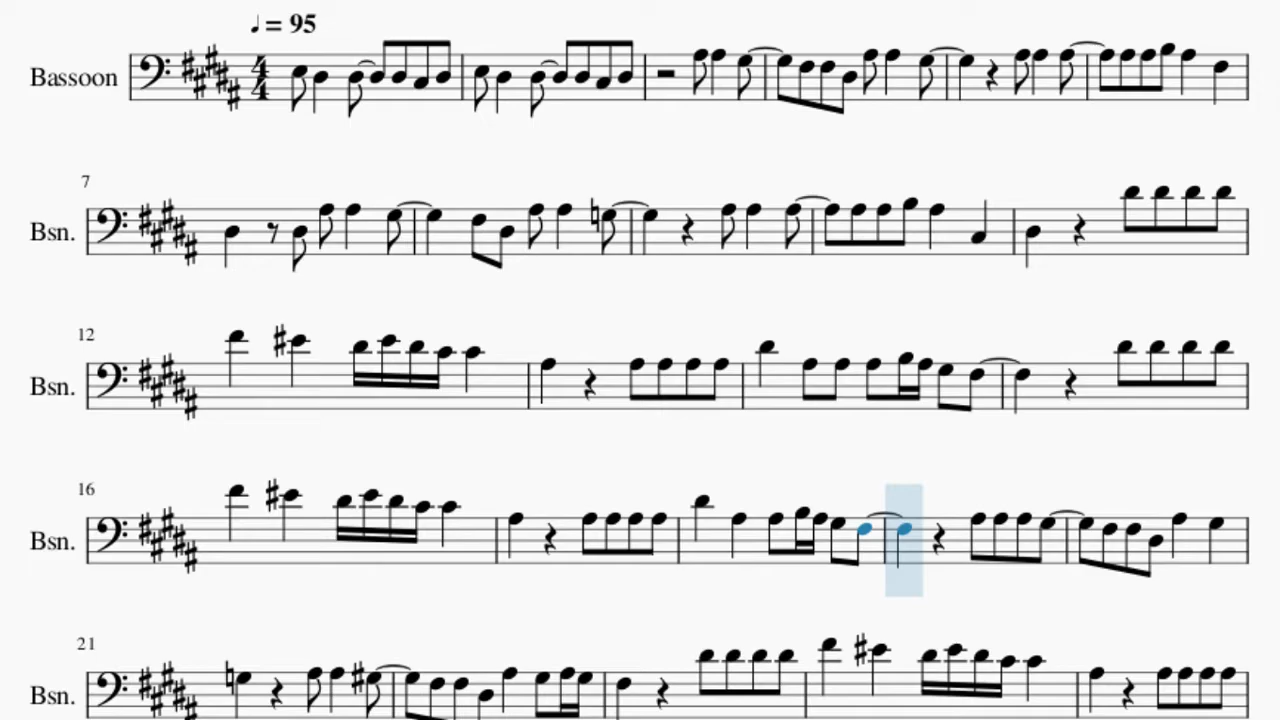 ♩ = 95
Bassoon
4
4
7
Bsn.
12
Bsn.
16
Bsn.
21
Bsn.